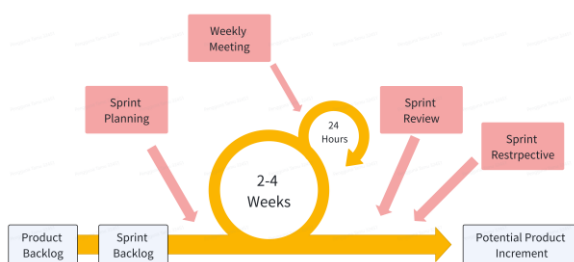 Weekly
Meeting
Sprint
Planning
24
Hours
Sprint
Review
Sprint
Restrpective
2-4
Weeks
Product
Backlog
Sprint
Backlog
Potential Product
Increment